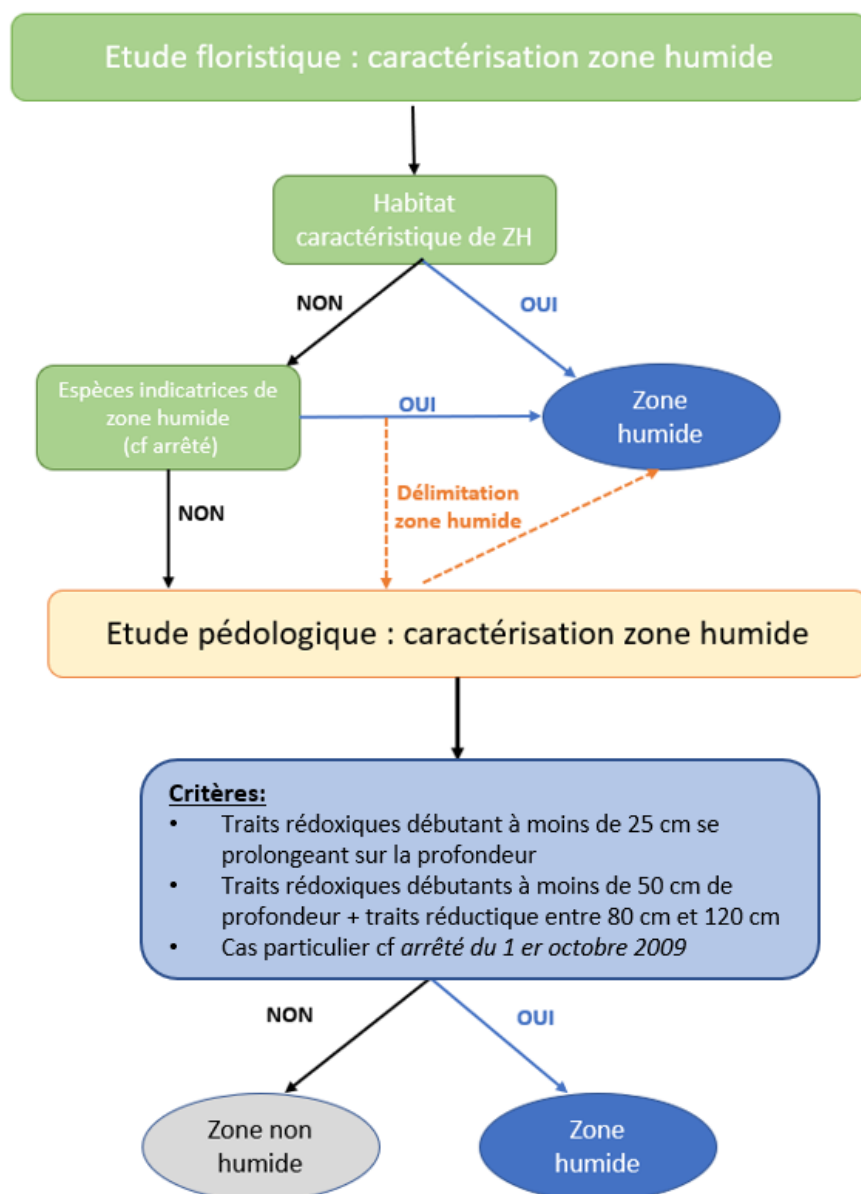 Etude floristique : caractérisation zone humide
Habitat
caractéristique de ZH
NON
OUI
Espèces indicatrices de
zone humide
(cf arrêté)
OUI
Zone
humide
Délimitation
zone humide
NON
Etude pédologique : caractérisation zone humide
Critères:
• Traits rédoxiques débutant à moins de 25 cm se
prolongeant sur la profondeur
• Traits rédoxiques débutants à moins de 50 cm de
profondeur + traits réductique entre 80 cm et 120 cm
• Cas particulier cf arrêté du 1 er octobre 2009
NON
OUI
Zone non
humide
Zone
humide